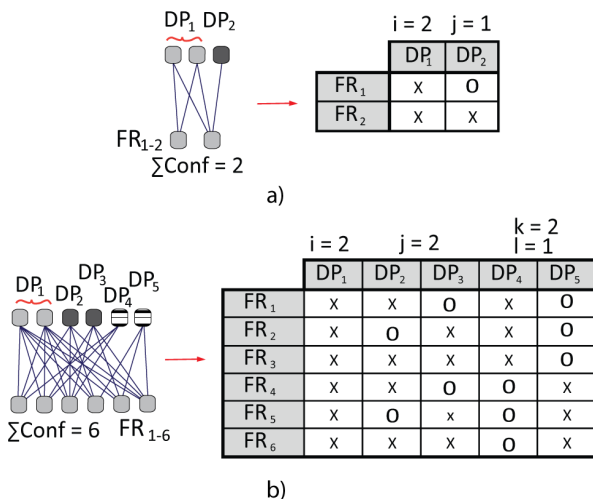 DP1 DP2
FR1-2
∑Conf = 2
i = 2 j = 1
DP1 DP2
FR1 x O
FR2 x x
a)
DP1 DP2 DP3 DP4 DP5
∑Conf = 6 FR1-6
k = 2
i = 2 j = 2 l = 1
DP1 DP2 DP3 DP4 DP5
FR1 x x O x O
FR2 x O x x O
FR3 x x x x O
FR4 x x O O x
FR5 x O x O x
FR6 x x x O x
b)